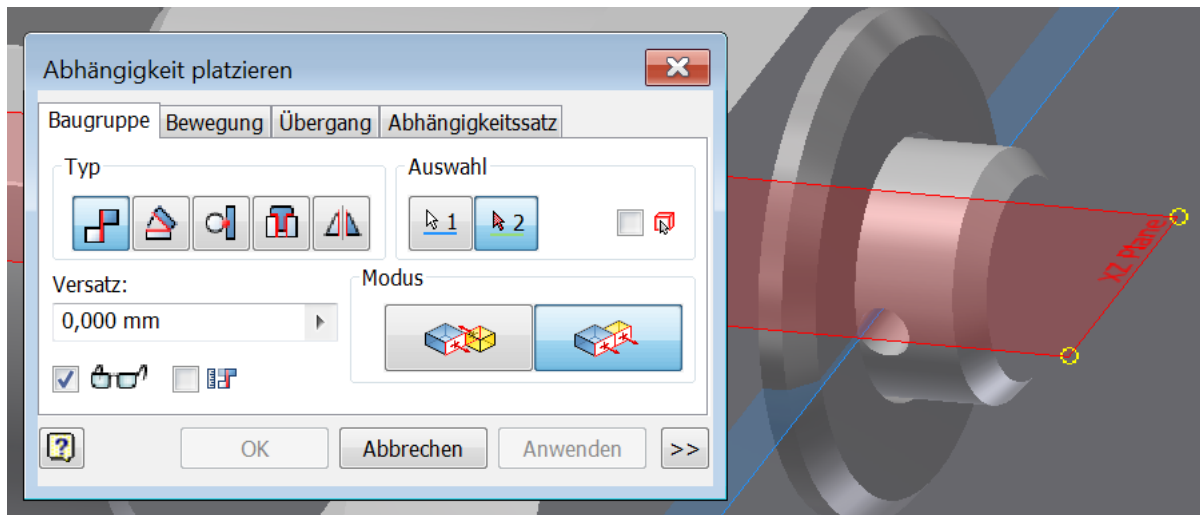 Abhängigkeit platzieren
Baugruppe Bewegung Übergang Abhängigkeitssatz
Typ
Auswahl
1 2
Versatz:
Modus
0,000 mm
OK Abbrechen Anwenden >>
XZ Plane